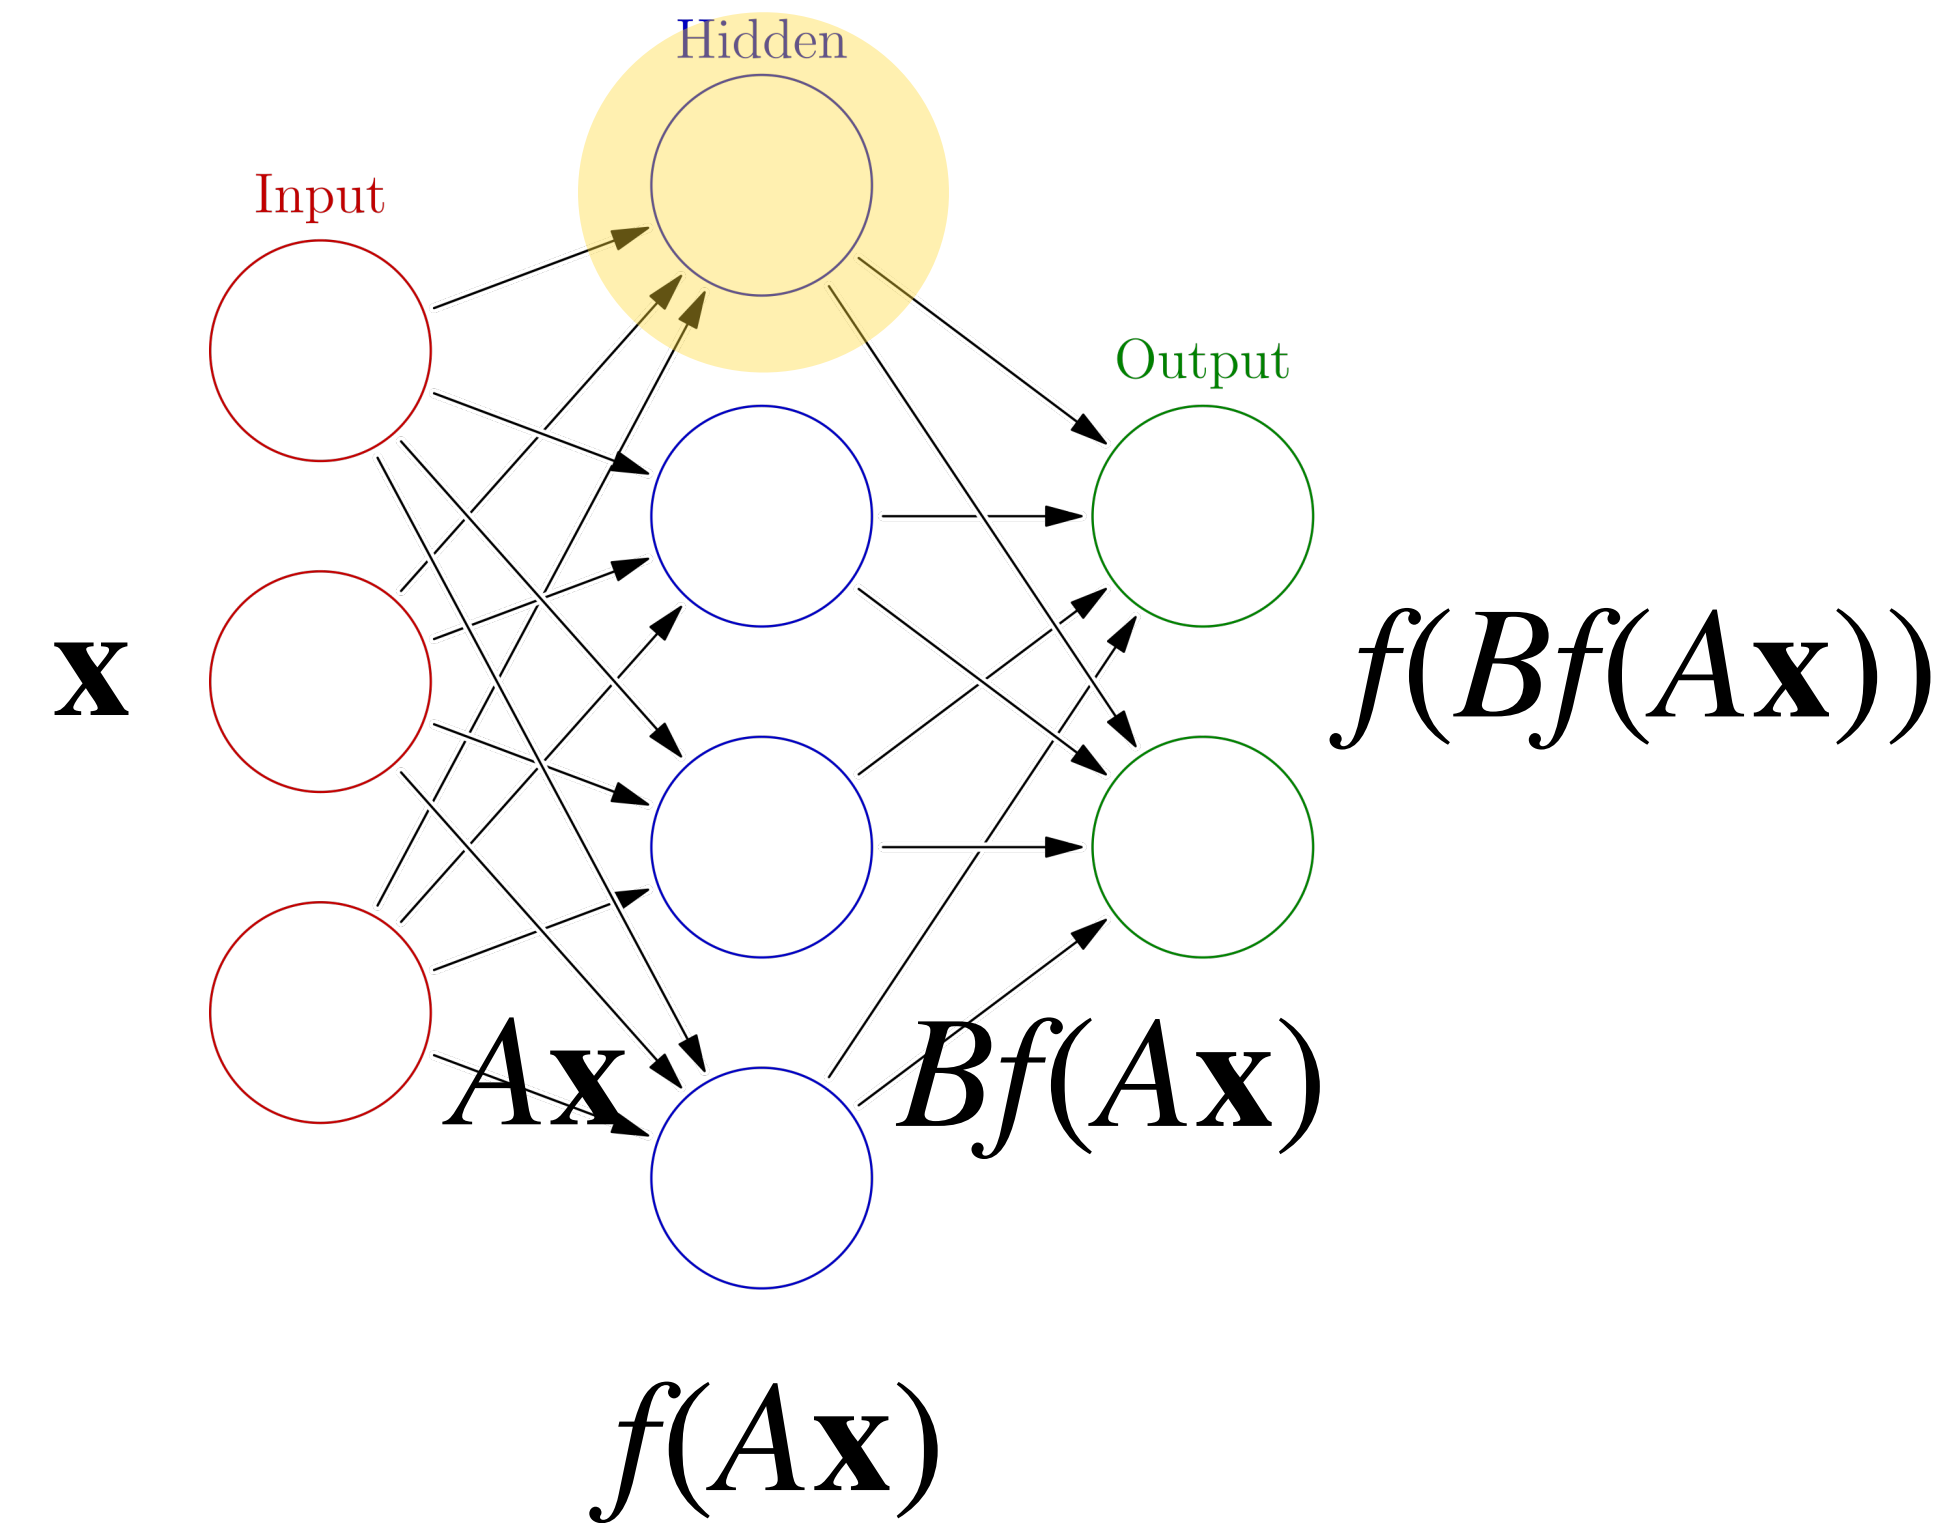 Hidden
Input
Output
𝐱
f(Bf(A𝐱))
A𝐱
Bf(A𝐱)
f(A𝐱)